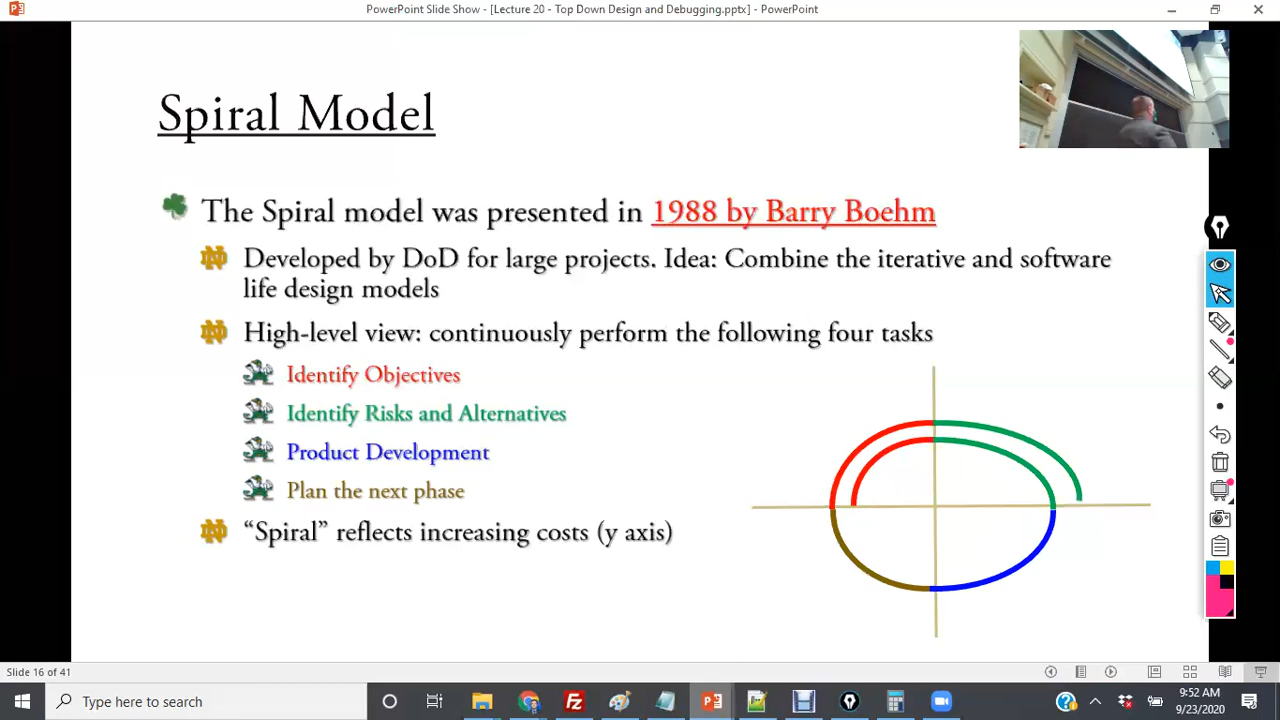 PowerPoint Slide Show - [Lecture 20 - Top Down Design and Debugging.pptx] - PowerPoint
Spiral Model
The Spiral model was presented in 1988 by Barry Boehm
Developed by DoD for large projects. Idea: Combine the iterative and software
life design models
High-level view: continuously perform the following four tasks
Identify Objectives
Identify Risks and Alternatives
Product Development
Plan the next phase
“Spiral” reflects increasing costs (y axis)
Slide 16 of 41
Type here to search
9:52 AM
9/23/2020